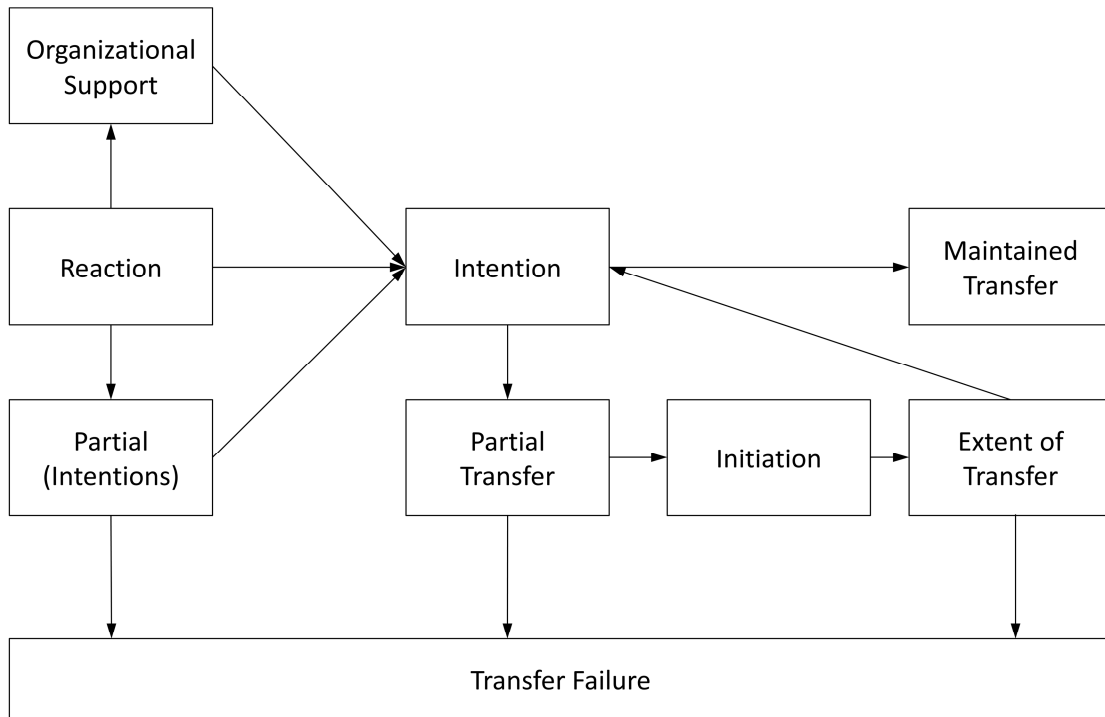 Organizational
Support
Reaction
Intention
Maintained
Transfer
Partial
(Intentions)
Partial
Transfer
Initiation
Extent of
Transfer
Transfer Failure